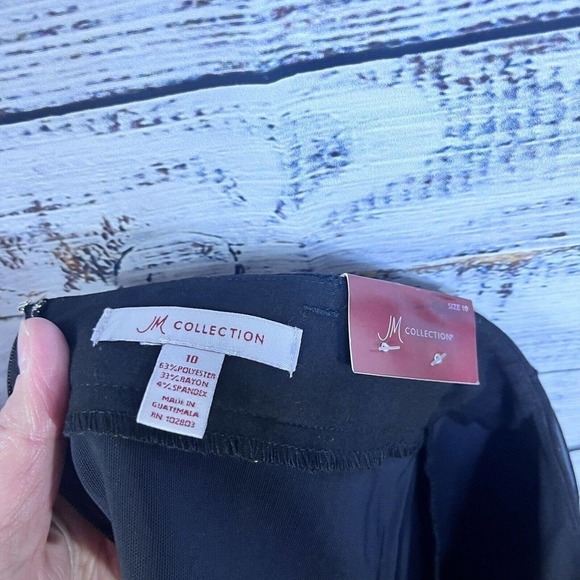 JM COLLECTION
10
63% POLYESTER
33% RAYON
4% SPANDEX
MADE IN
GUATEMALA
RN 102803
SIZE 10
JM COLLECTION®